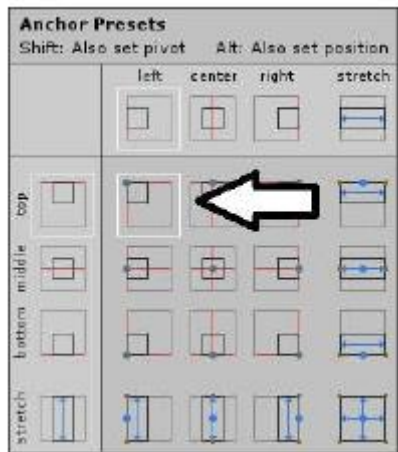 Anchor Presets
Shift: Also set pivot Alt: Also set position
left center right stretch
top
middle
bottom
stretch